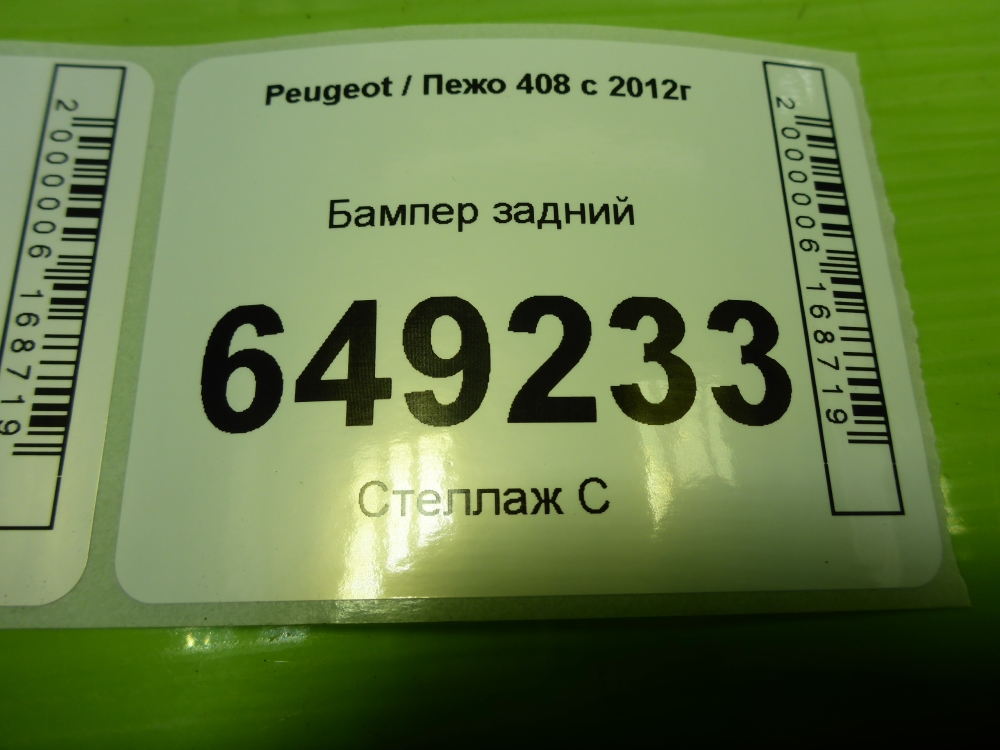 Peugeot / Пежо 408 с 2012г
Бампер задний
649233
Стеллаж С
2000006168719
2000006168719